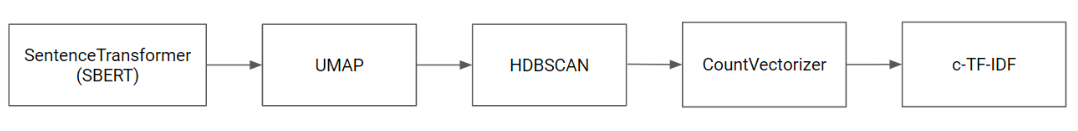 SentenceTransformer
(SBERT)
UMAP
HDBSCAN
CountVectorizer
c-TF-IDF